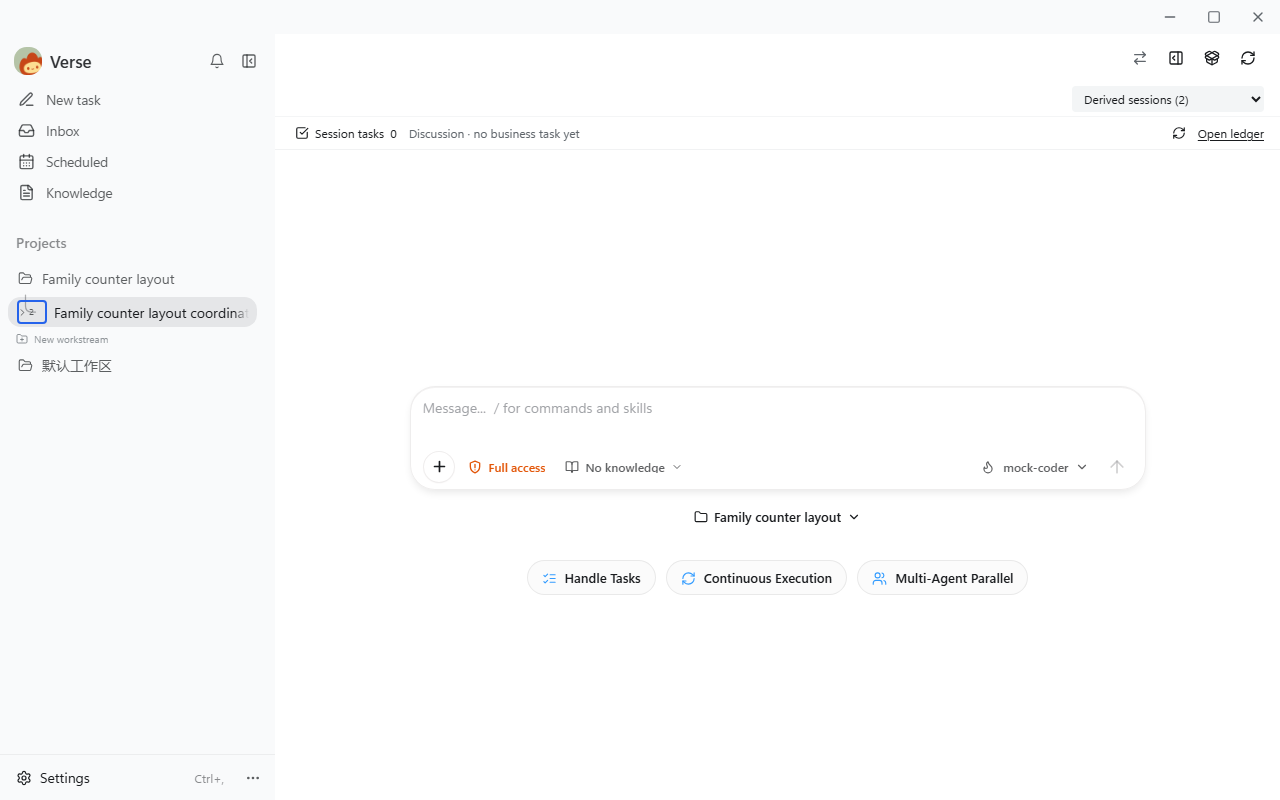 Verse
New task
Inbox
Scheduled
Knowledge
Projects
Family counter layout
2
Family counter layout coordina
New workstream
默认工作区
Settings
Ctrl+,
Derived sessions (2)
Session tasks 0
Discussion · no business task yet
Open ledger
Message... / for commands and skills
Full access
No knowledge
mock-coder
Family counter layout
Handle Tasks
Continuous Execution
Multi-Agent Parallel